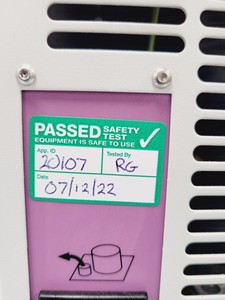 PASSED SAFETY TEST
EQUIPMENT IS SAFE TO USE
App. ID Tested By
20107 RG
Date
07/12/22